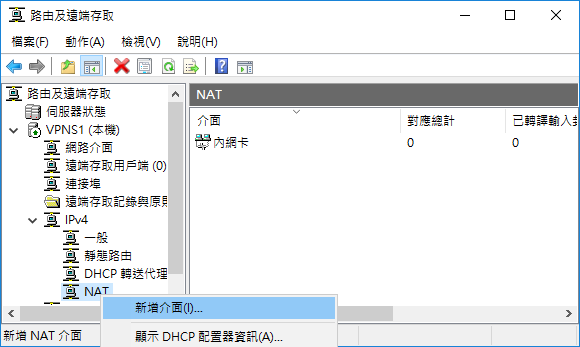 路由及遠端存取
檔案(F) 動作(A) 檢視(V) 說明(H)
路由及遠端存取
伺服器狀態
VPNS1 (本機)
網路介面
遠端存取用戶端 (0)
連接埠
遠端存取記錄與原則
IPv4
一般
靜態路由
DHCP 轉送代理
NAT
NAT
介面 對應總計 已轉譯輸入封
內網卡 0 0
新增介面(I)...
顯示 DHCP 配置器資訊(A)...
新增 NAT 介面